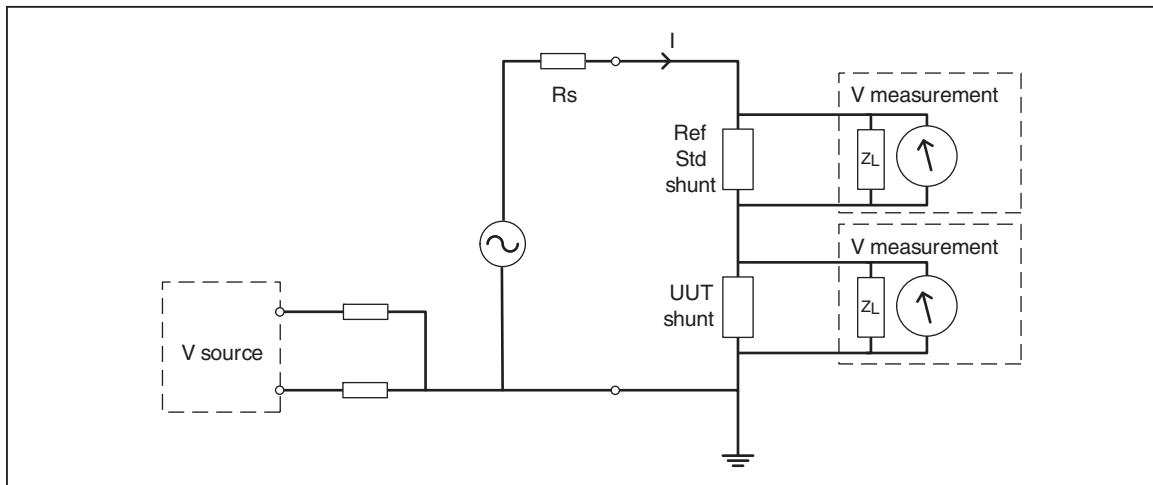 I
Rs
Ref
Std
shunt
V measurement
ZL
V measurement
UUT
shunt
ZL
V source